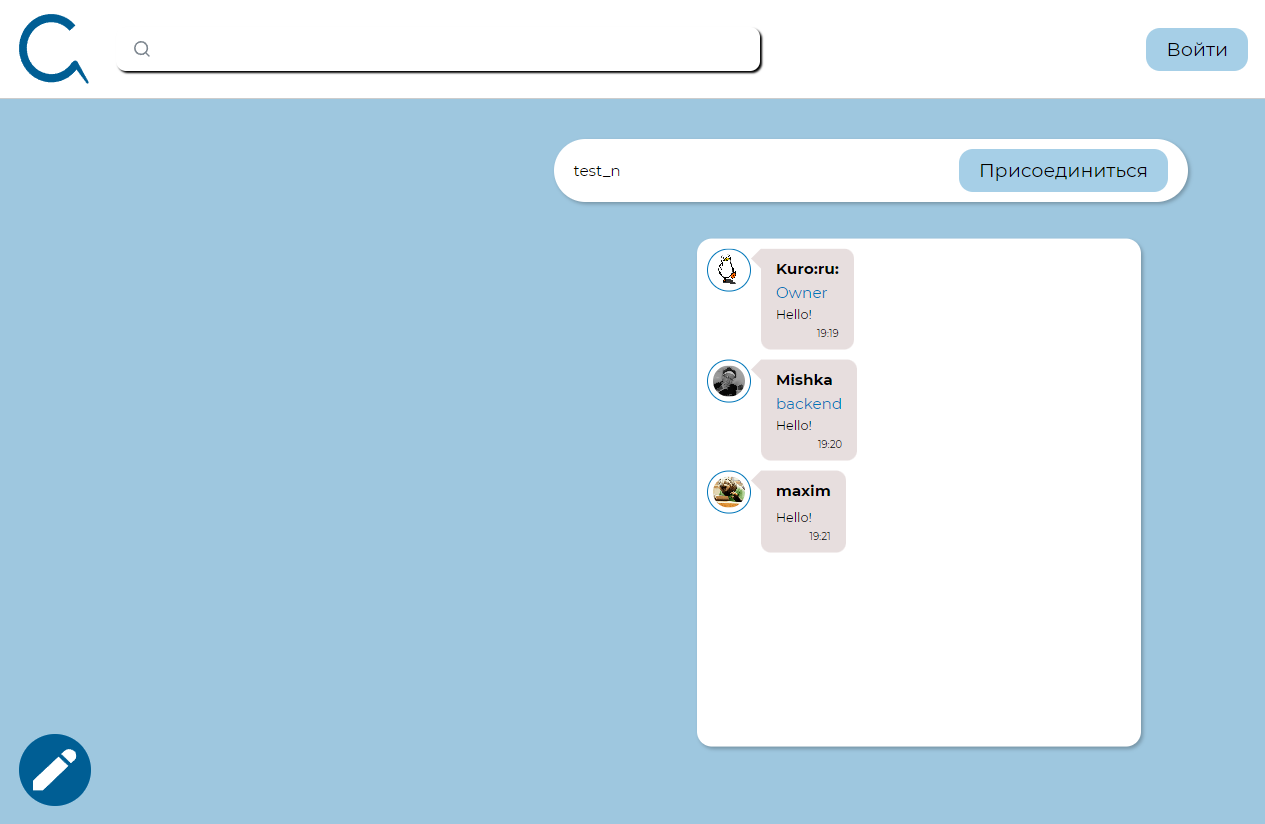 Войти
test_n
Присоединиться
Kuro:ru:
Owner
Hello!
19:19
Mishka
backend
Hello!
19:20
maxim
Hello!
19:21